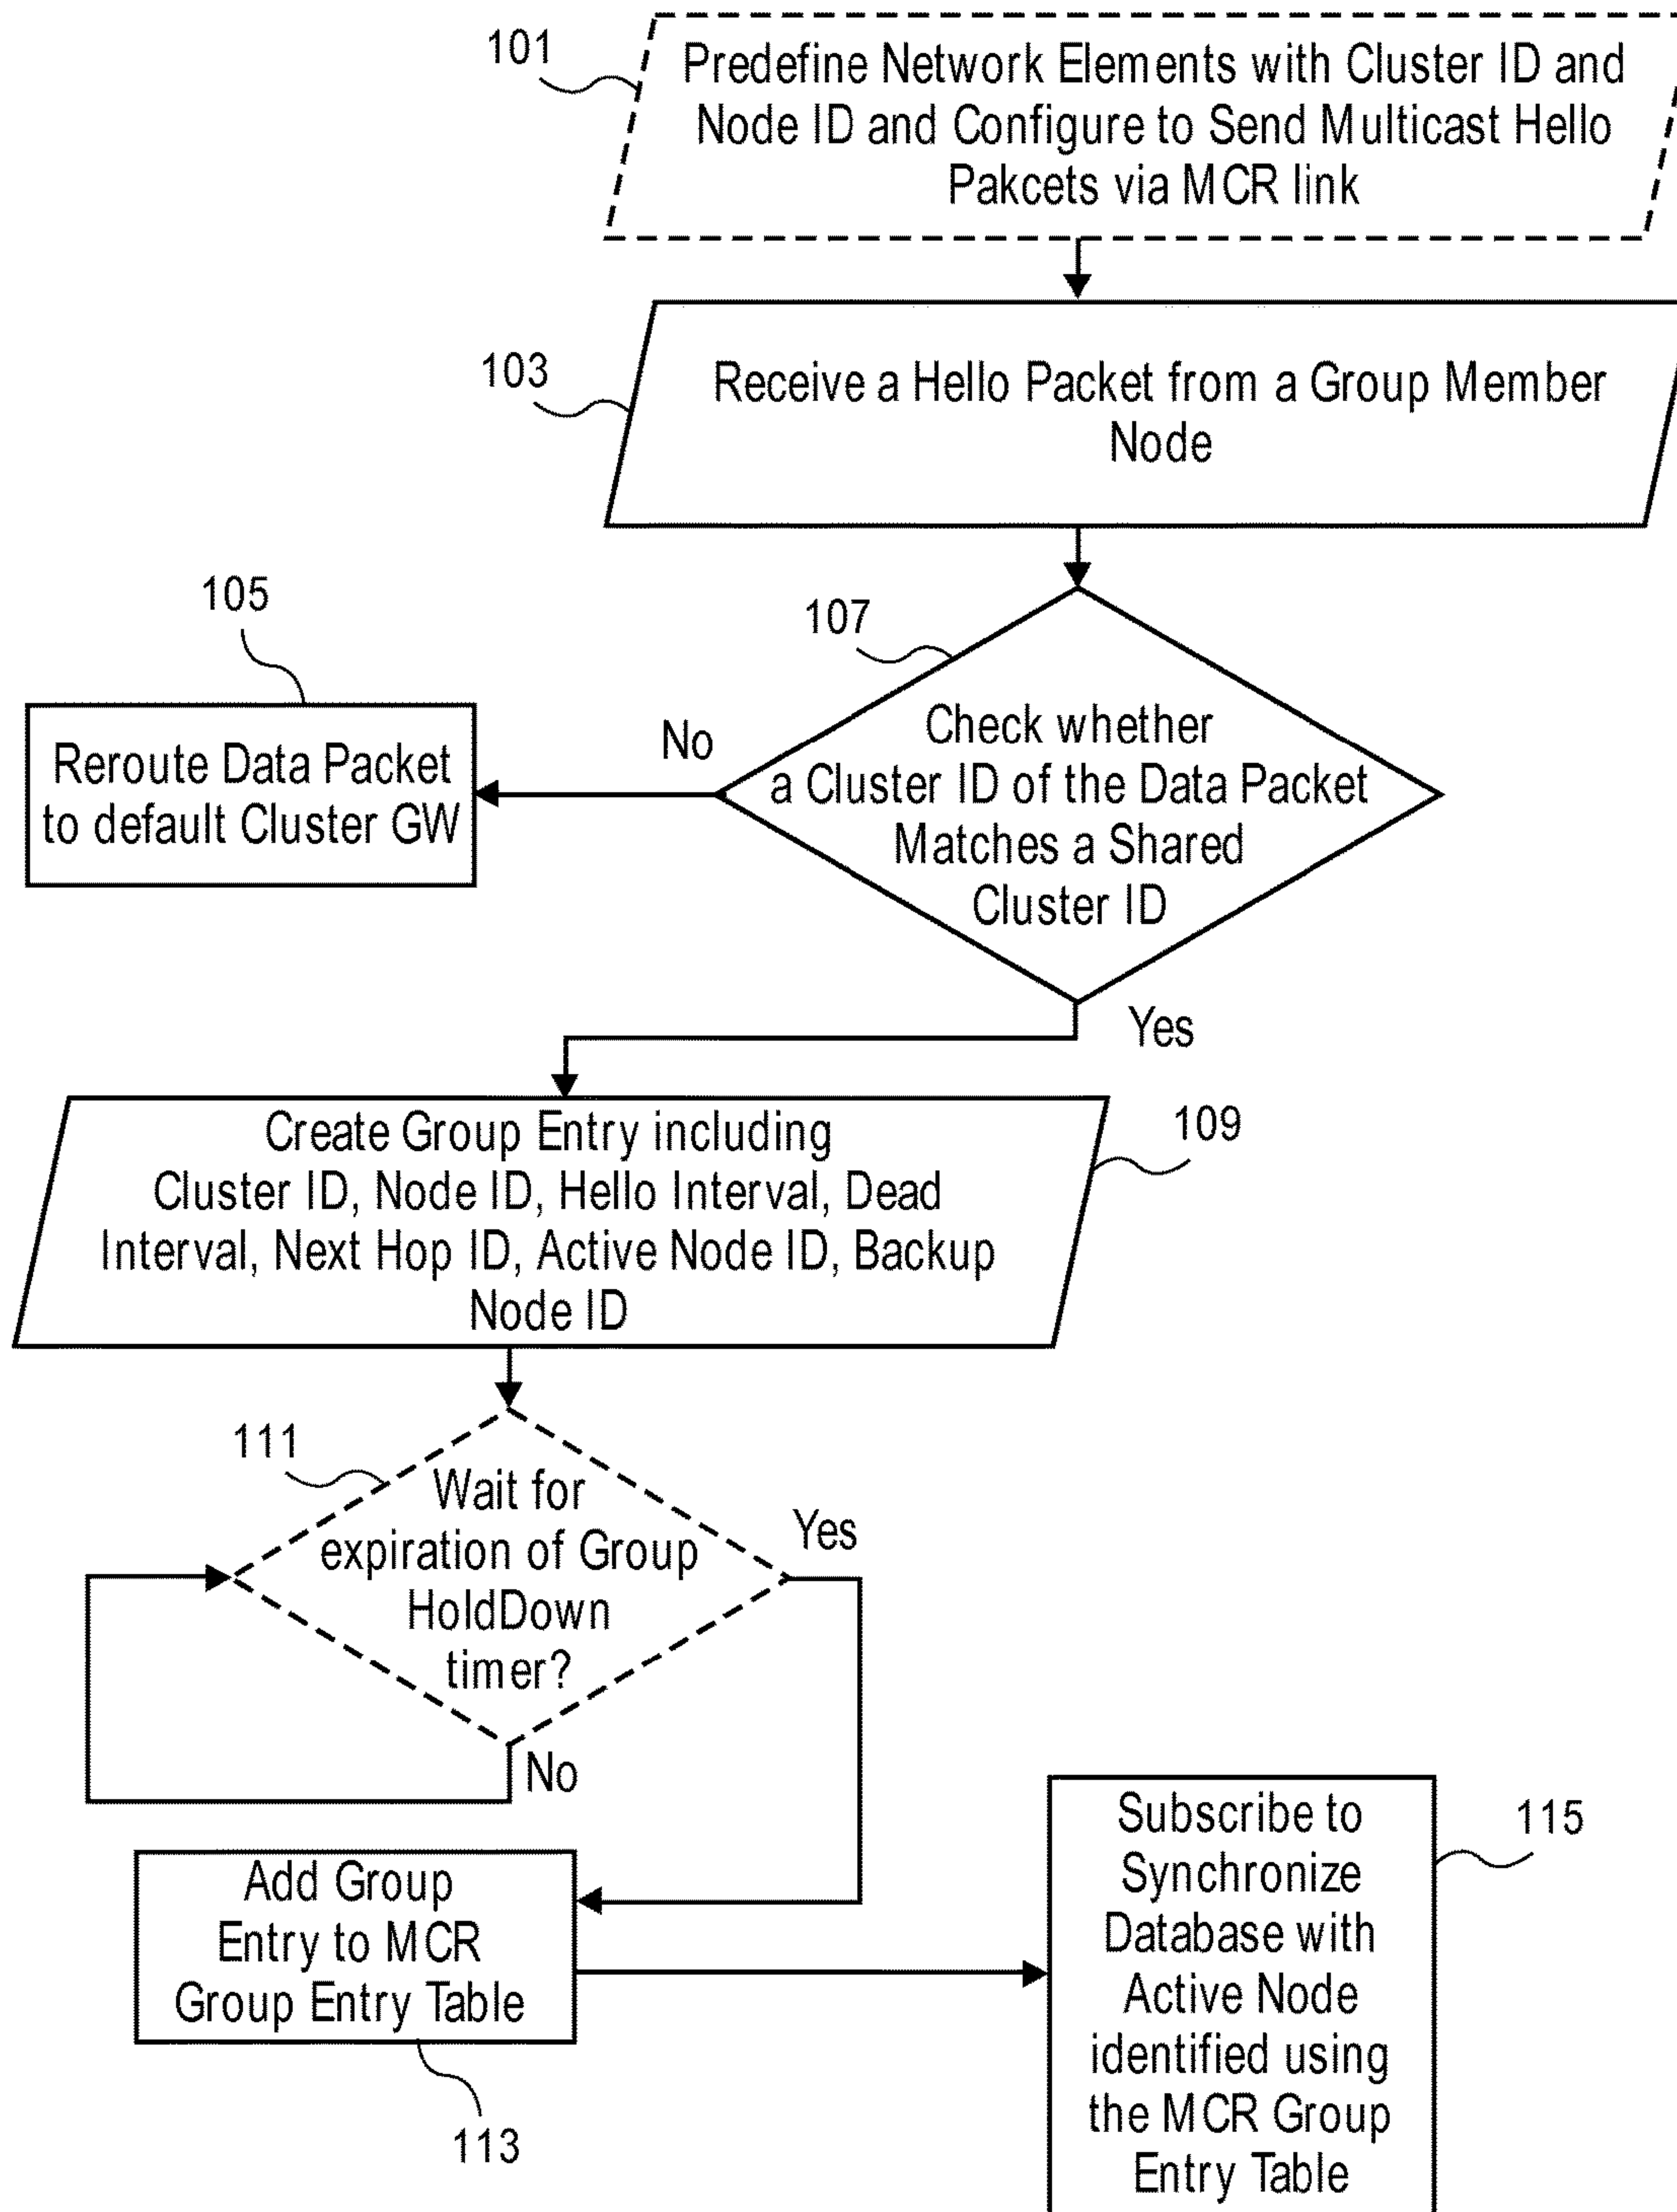 101
Predefine Network Elements with Cluster ID and
Node ID and Configure to Send Multicast Hello
Pakcets via MCR link
103
Receive a Hello Packet from a Group Member
Node
105
Reroute Data Packet
to default Cluster GW
No
107
Check whether
a Cluster ID of the Data Packet
Matches a Shared
Cluster ID
Yes
Create Group Entry including
Cluster ID, Node ID, Hello Interval, Dead
Interval, Next Hop ID, Active Node ID, Backup
Node ID
109
111
Wait for
expiration of Group
HoldDown
timer?
Yes
No
Add Group
Entry to MCR
Group Entry Table
113
Subscribe to
Synchronize
Database with
Active Node
identified using
the MCR Group
Entry Table
115